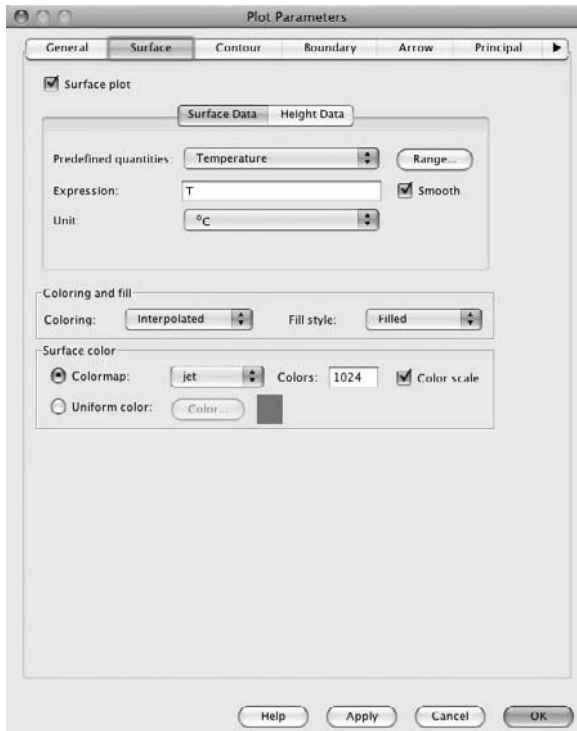 Plot Parameters
General Surface Contour Boundary Arrow Principal
Surface plot
Surface Data Height Data
Predefined quantities: Temperature Range...
Expression: T Smooth
Unit: °C
Coloring and fill
Coloring: Interpolated Fill style: Filled
Surface color
Colormap: jet Colors: 1024 Color scale
Uniform color: Color...
Help Apply Cancel OK